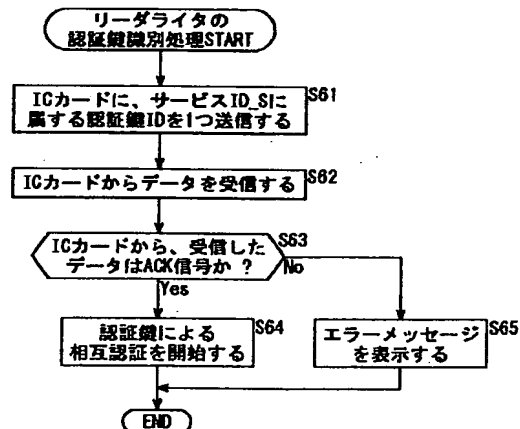 リーダライタの
認証鍵識別処理START
ICカードに、サービスID_Sに
属する認証鍵IDを1つ送信する
S61
ICカードからデータを受信する
S62
ICカードから、受信した
データはACK信号か ?
S63
No
Yes
認証鍵による
相互認証を開始する
S64
エラーメッセージ
を表示する
S65
END